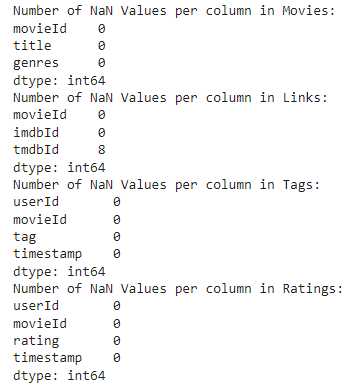 Number of NaN Values per column in Movies:
movieId    0
title      0
genres     0
dtype: int64
Number of NaN Values per column in Links:
movieId    0
imdbId     0
tmdbId     8
dtype: int64
Number of NaN Values per column in Tags:
userId       0
movieId      0
tag          0
timestamp    0
dtype: int64
Number of NaN Values per column in Ratings:
userId       0
movieId      0
rating       0
timestamp    0
dtype: int64